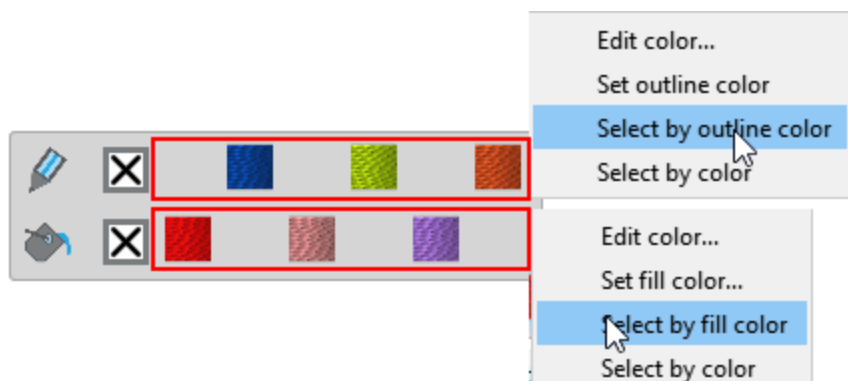 Edit color...
Set outline color
Select by outline color
Select by color
Edit color...
Set fill color...
Select by fill color
Select by color